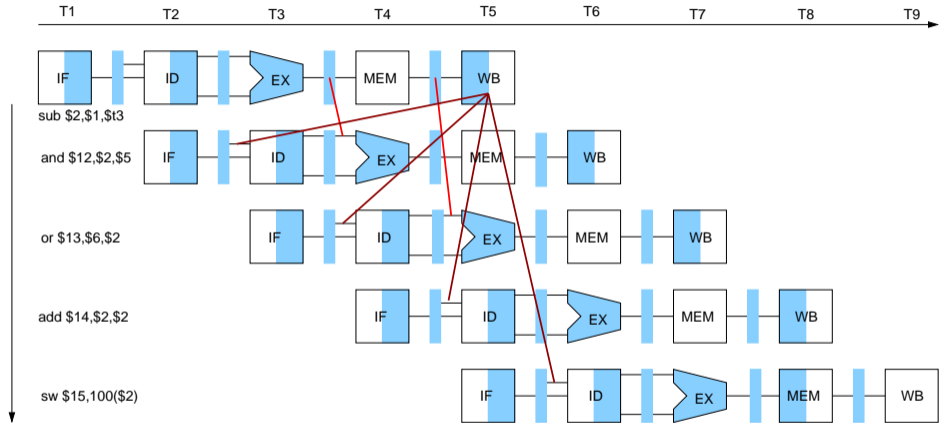 T1 T2 T3 T4 T5 T6 T7 T8 T9
IF ID EX MEM WB
sub $2,$1,$t3
and $12,$2,$5 IF ID EX MEM WB
or $13,$6,$2 IF ID EX MEM WB
add $14,$2,$2 IF ID EX MEM WB
sw $15,100($2) IF ID EX MEM WB